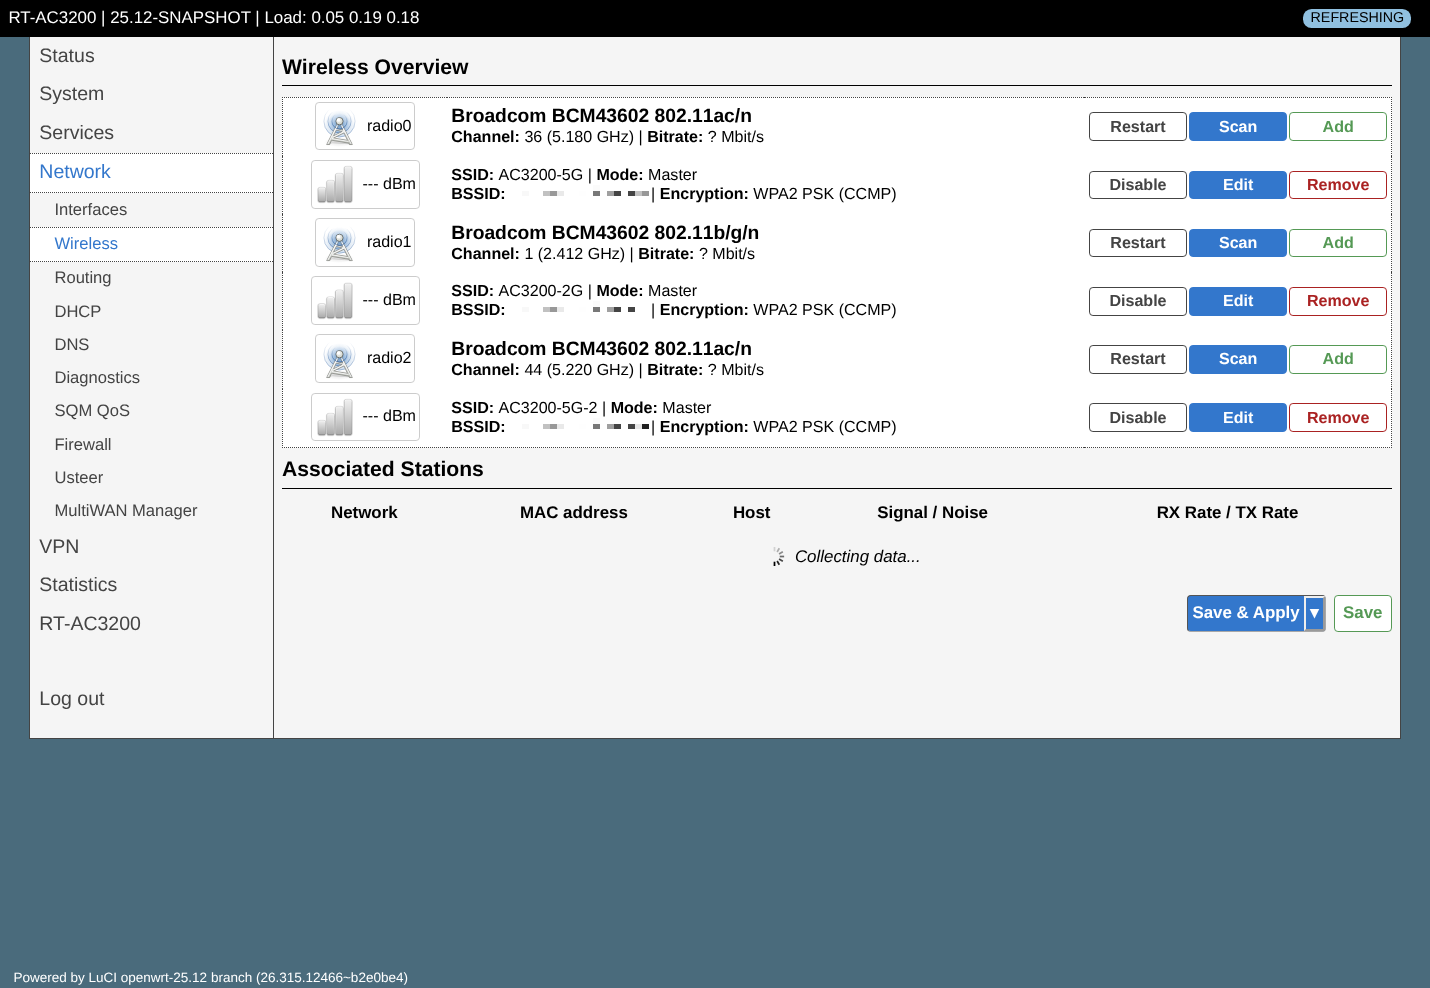 RT-AC3200 | 25.12-SNAPSHOT | Load: 0.05 0.19 0.18
REFRESHING
Status
System
Services
Network
Interfaces
Wireless
Routing
DHCP
DNS
Diagnostics
SQM QoS
Firewall
Usteer
MultiWAN Manager
VPN
Statistics
RT-AC3200
Log out
Wireless Overview
radio0
Broadcom BCM43602 802.11ac/n
Channel: 36 (5.180 GHz) | Bitrate: ? Mbit/s
Restart Scan Add
--- dBm
SSID: AC3200-5G | Mode: Master
BSSID: | Encryption: WPA2 PSK (CCMP)
Disable Edit Remove
radio1
Broadcom BCM43602 802.11b/g/n
Channel: 1 (2.412 GHz) | Bitrate: ? Mbit/s
Restart Scan Add
--- dBm
SSID: AC3200-2G | Mode: Master
BSSID: | Encryption: WPA2 PSK (CCMP)
Disable Edit Remove
radio2
Broadcom BCM43602 802.11ac/n
Channel: 44 (5.220 GHz) | Bitrate: ? Mbit/s
Restart Scan Add
--- dBm
SSID: AC3200-5G-2 | Mode: Master
BSSID: | Encryption: WPA2 PSK (CCMP)
Disable Edit Remove
Associated Stations
Network MAC address Host Signal / Noise RX Rate / TX Rate
Collecting data...
Save & Apply ▼ Save
Powered by LuCI openwrt-25.12 branch (26.315.12466~b2e0be4)